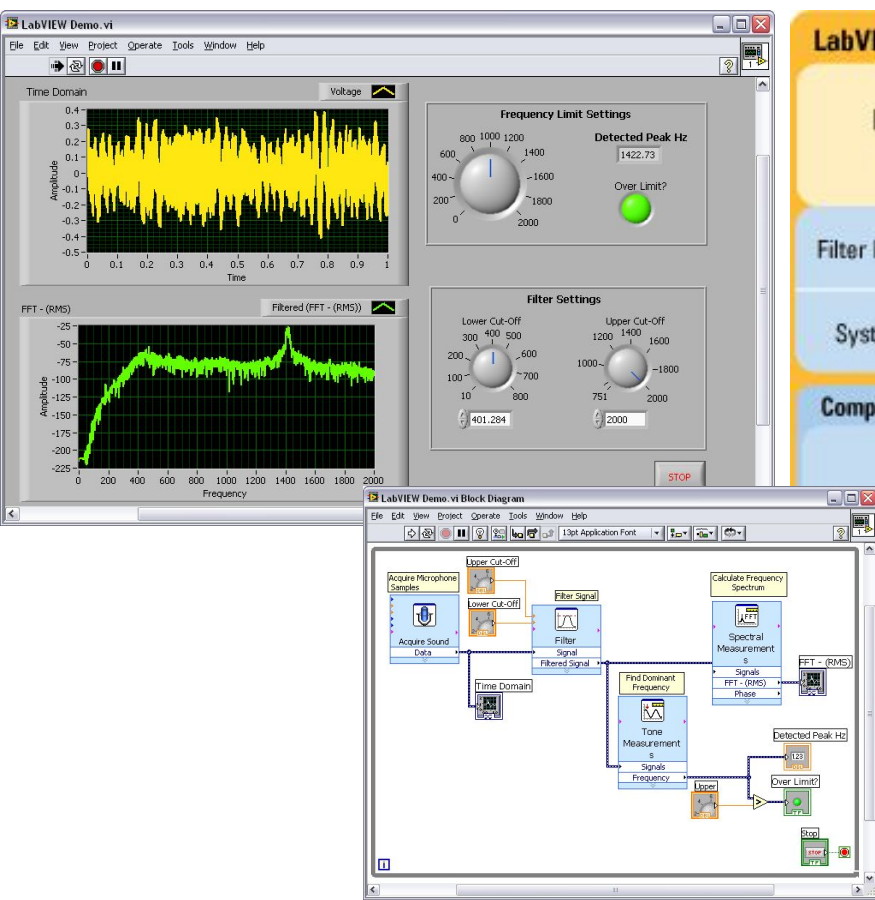 LabVIEW Demo.vi
File Edit View Project Operate Tools Window Help
1
Time Domain
Voltage
0.4
0.3
0.2
0.1
0
-0.1
-0.2
-0.3
-0.4
-0.5
Amplitude
0 0.1 0.2 0.3 0.4 0.5 0.6 0.7 0.8 0.9 1
Time
Frequency Limit Settings
0 200 400 600 800 1000 1200 1400 1600 1800 2000
Detected Peak Hz
1422.73
Over Limit?
FFT - (RMS)
Filtered (FFT - (RMS))
-25
-50
-75
-100
-125
-150
-175
-200
-225
Amplitude
0 200 400 600 800 1000 1200 1400 1600 1800 2000
Frequency
Filter Settings
Lower Cut-Off
10 100 200 300 400 500 600 700 800
401.284
Upper Cut-Off
751 1000 1200 1400 1600 1800 2000
2000
STOP
Filter
Comp
LabVIEW Demo.vi Block Diagram
File Edit View Project Operate Tools Window Help
13pt Application Font
1
Acquire Microphone
Samples
Acquire Sound
Data
Upper Cut-Off
Lower Cut-Off
Time Domain
Filter Signal
Filter
Signal
Filtered Signal
Find Dominant
Frequency
Tone
Measurement
s
Signals
Frequency
Calculate Frequency
Spectrum
FFT
Spectral
Measurement
s
Signals
FFT - (RMS)
Phase
FFT - (RMS)
Detected Peak Hz
123
Upper
>
Over Limit?
TF
Stop
STOP
TF
i